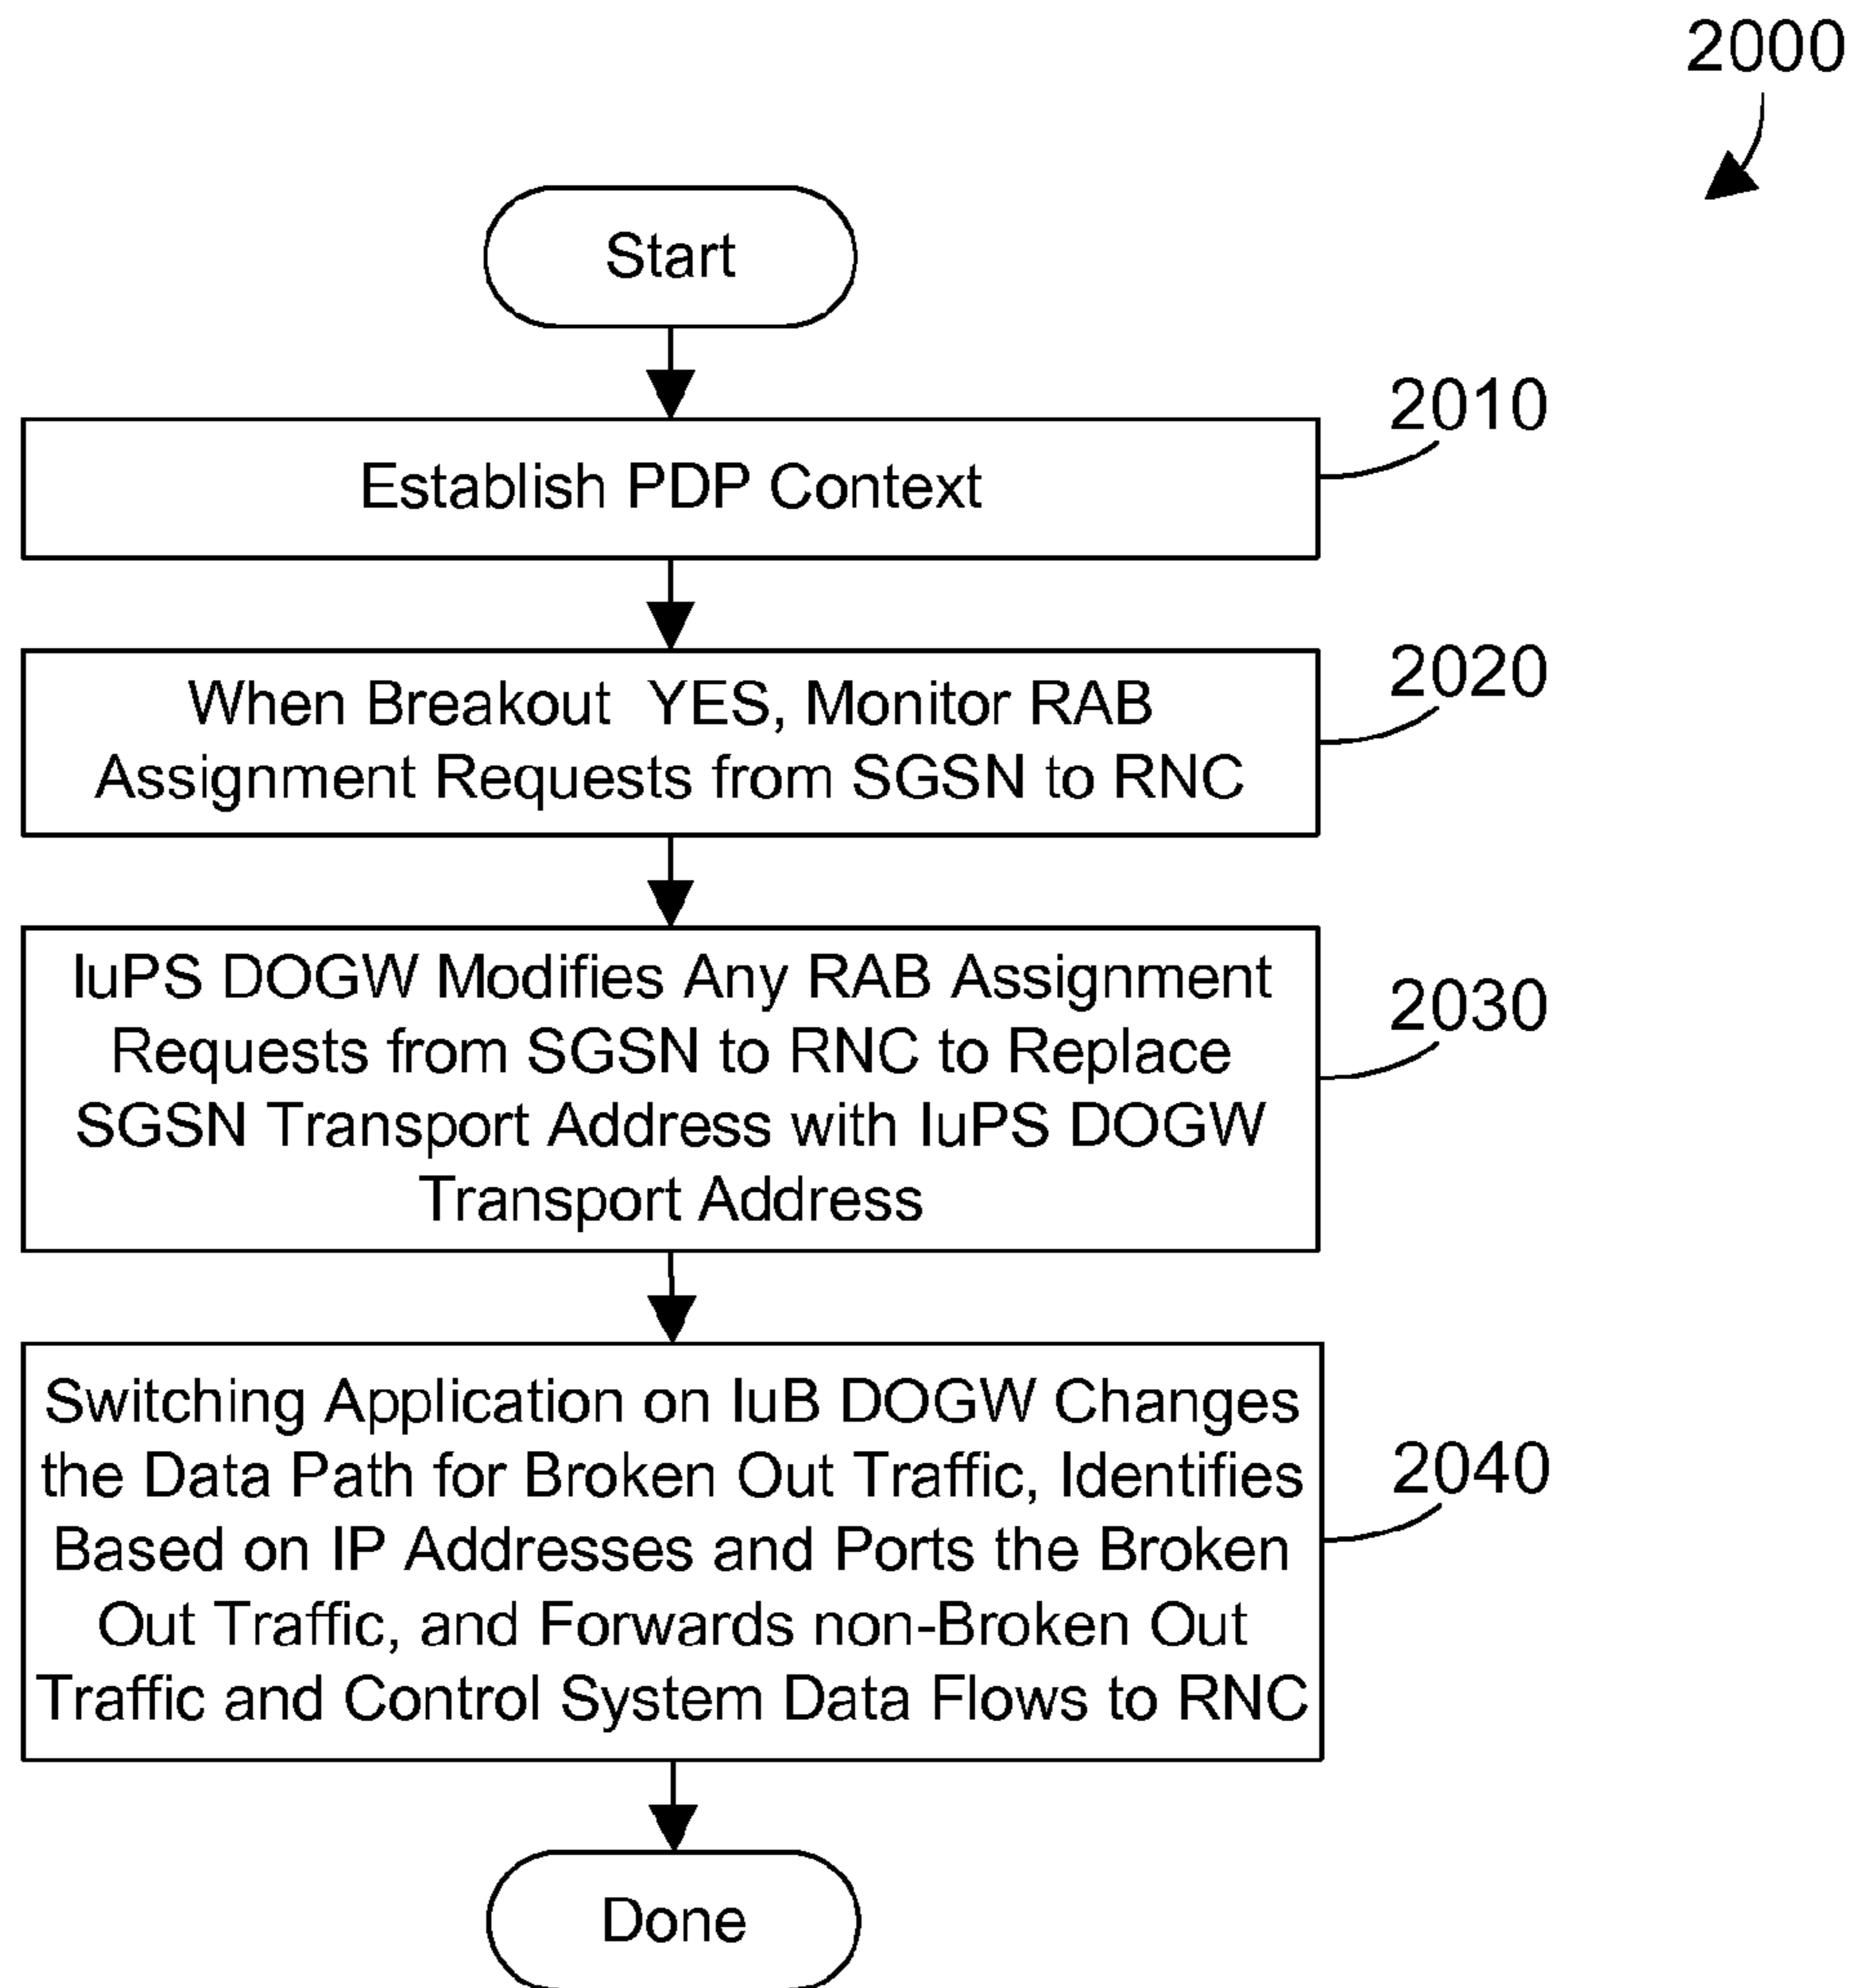 2000
Start
2010
Establish PDP Context
2020
When Breakout YES, Monitor RAB
Assignment Requests from SGSN to RNC
2030
IuPS DOGW Modifies Any RAB Assignment
Requests from SGSN to RNC to Replace
SGSN Transport Address with IuPS DOGW
Transport Address
2040
Switching Application on IuB DOGW Changes
the Data Path for Broken Out Traffic, Identifies
Based on IP Addresses and Ports the Broken
Out Traffic, and Forwards non-Broken Out
Traffic and Control System Data Flows to RNC
Done